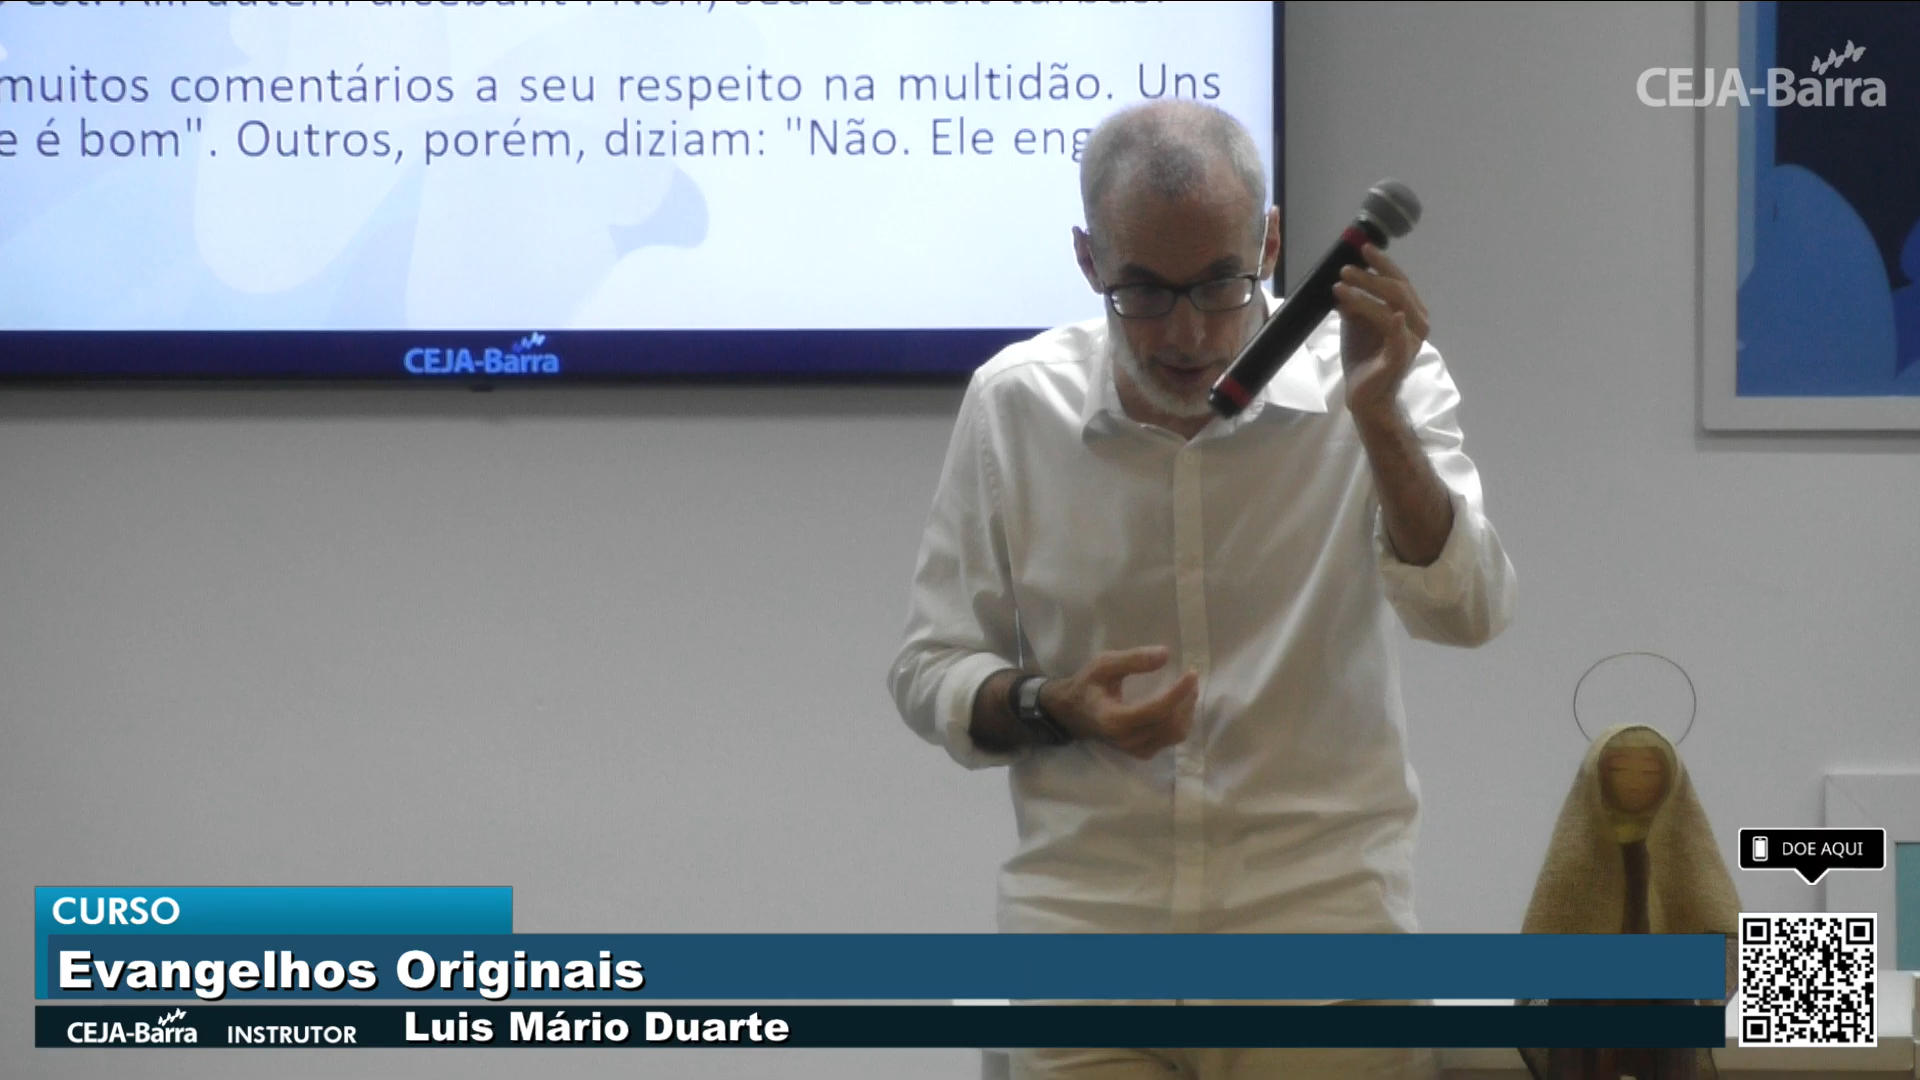 muitos comentários a seu respeito na multidão. Uns
é bom". Outros, porém, diziam: "Não. Ele
CEJA-Barra
CEJA-Barra
DOE AQUI
CURSO
Evangelhos Originais
CEJA-Barra INSTRUTOR Luis Mário Duarte